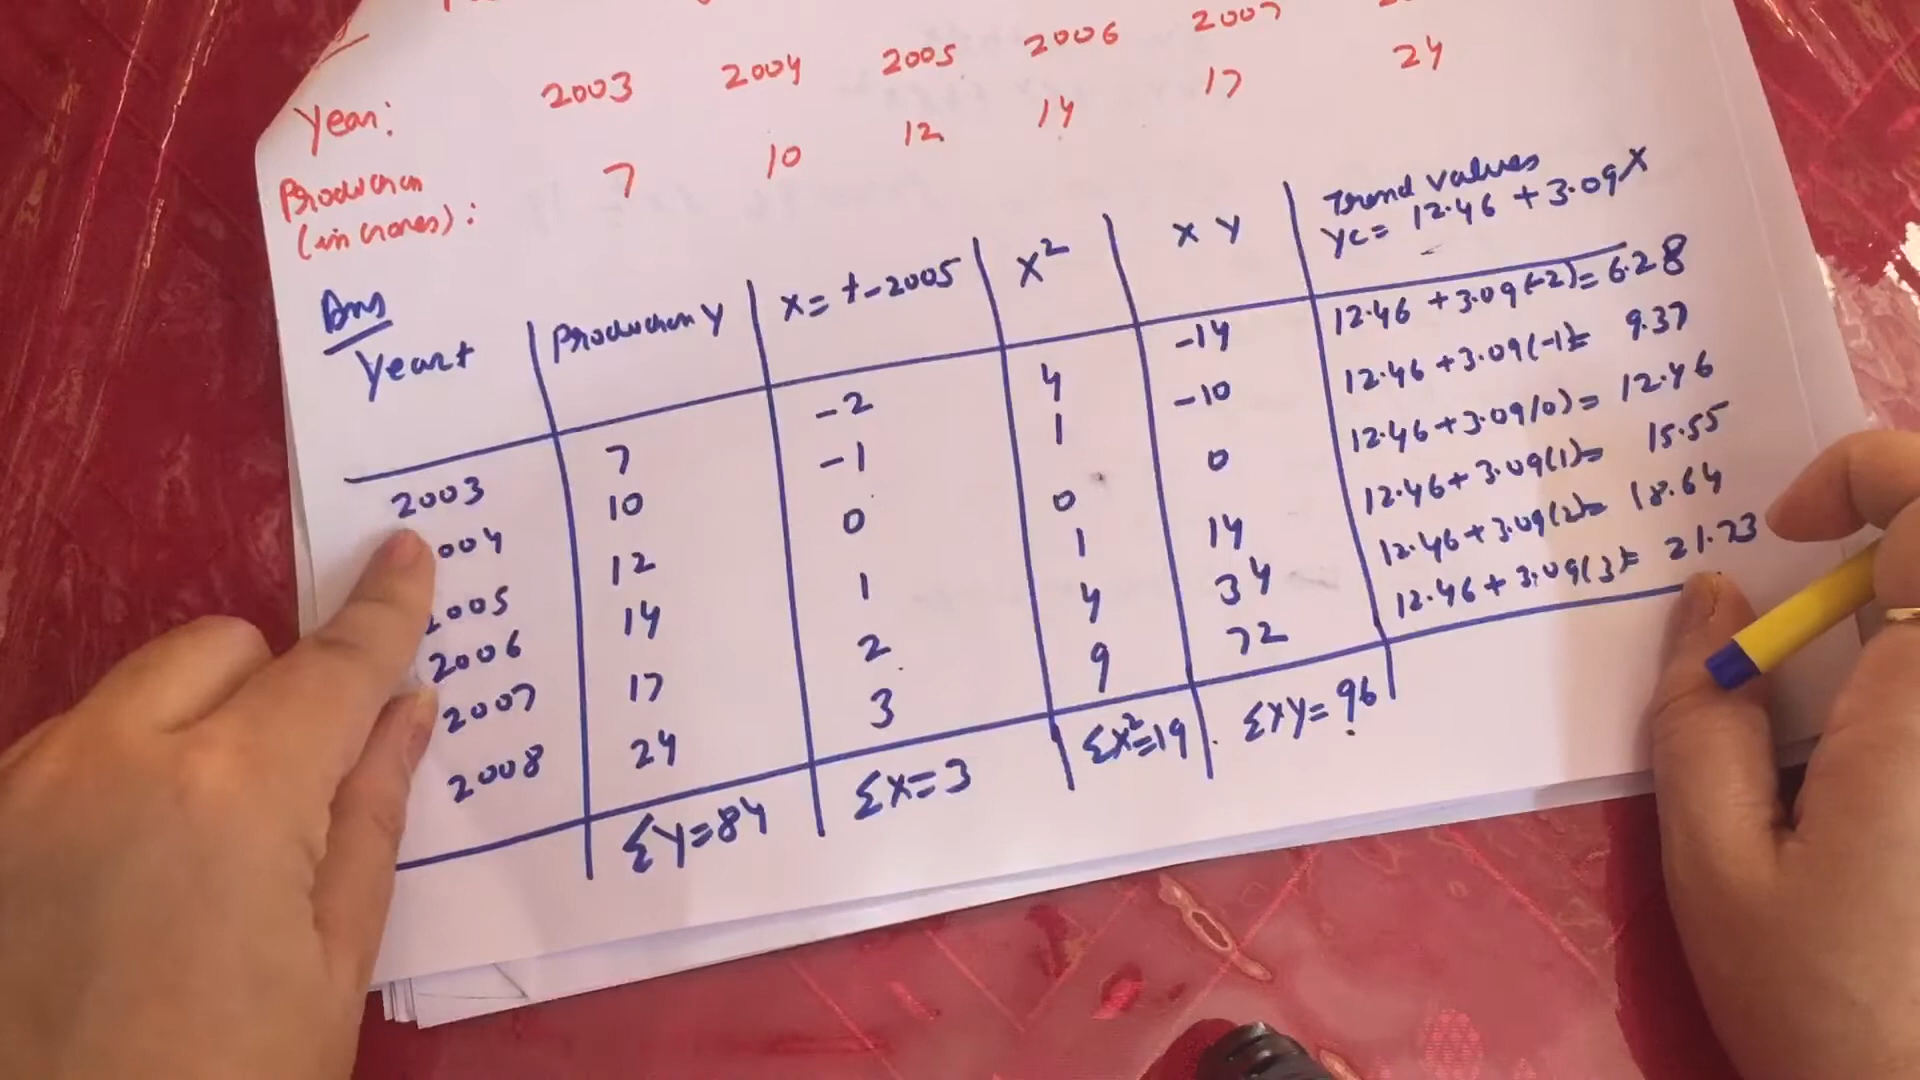 Year: 2003 2004 2005 2006 2007
Production (in crores): 7 10 12 14 17 24
Ans
Year t Production Y X= t-2005 X² XY Trend values Yc= 12.46 + 3.09X
2003 7 -2 4 -14 12.46 + 3.09(-2)= 6.28
004 10 -1 1 -10 12.46 + 3.09(-1)= 9.37
2005 12 0 0 0 12.46 + 3.09(0)= 12.46
2006 14 1 1 14 12.46 + 3.09(1)= 15.55
2007 17 2 4 34 12.46 + 3.09(2)= 18.64
2008 24 3 9 72 12.46 + 3.09(3)= 21.73
ΣY=84 ΣX=3 ΣX²=19 ΣXY=96